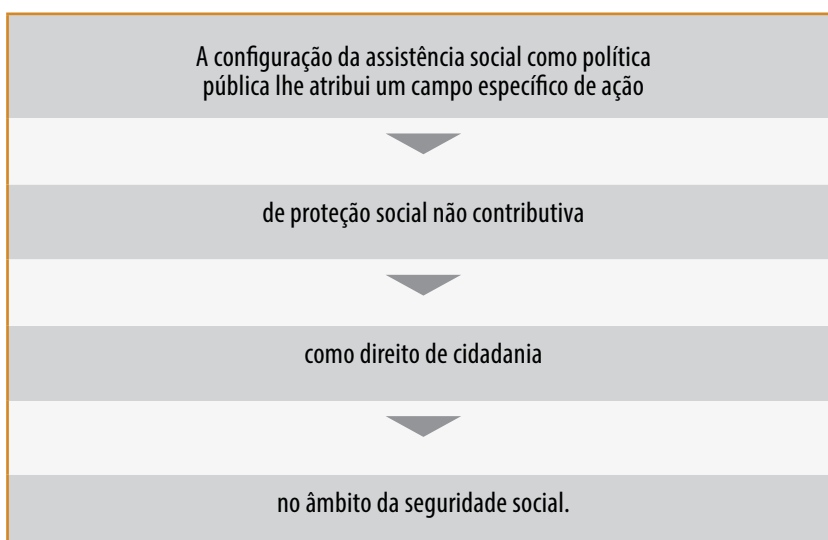 A configuração da assistência social como política
pública lhe atribui um campo específico de ação
de proteção social não contributiva
como direito de cidadania
no âmbito da seguridade social.